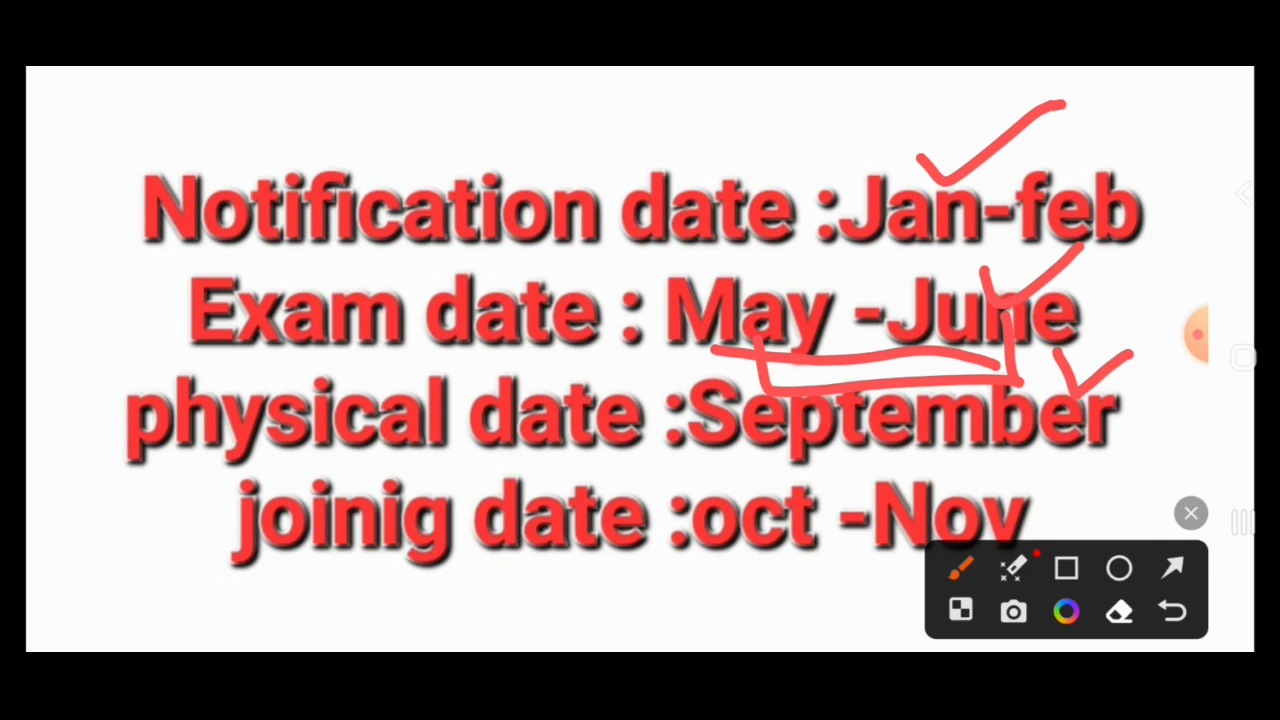 Notification date :Jan-feb
Exam date : May -June
physical date :September
joinig date :oct -Nov